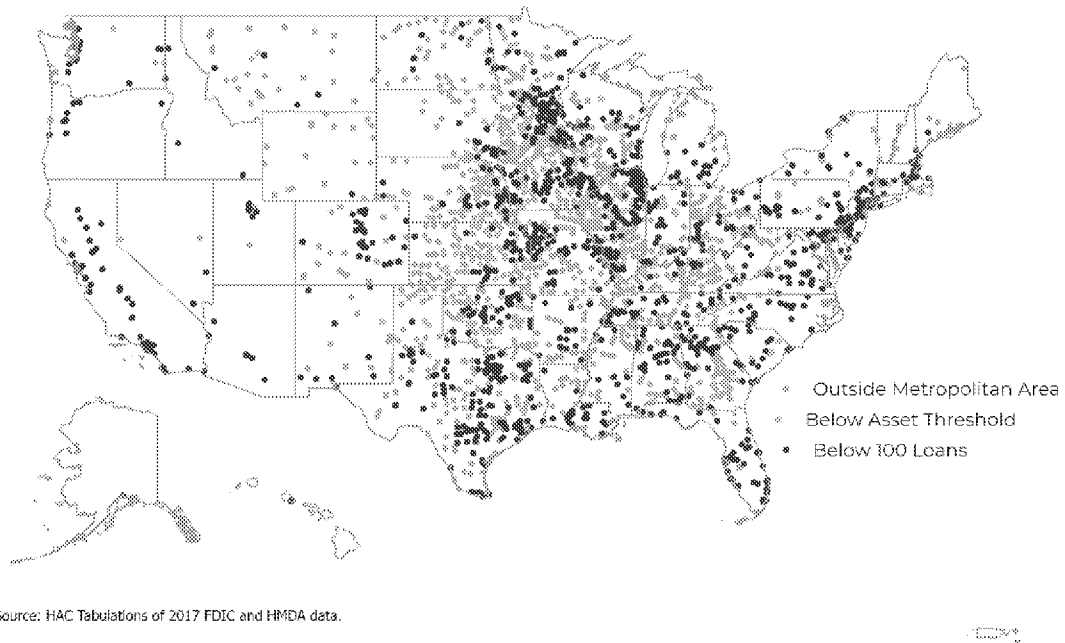 Outside Metropolitan Area
Below Asset Threshold
Below 100 Loans
Source: HAC Tabulations of 2017 FDIC and HMDA data.